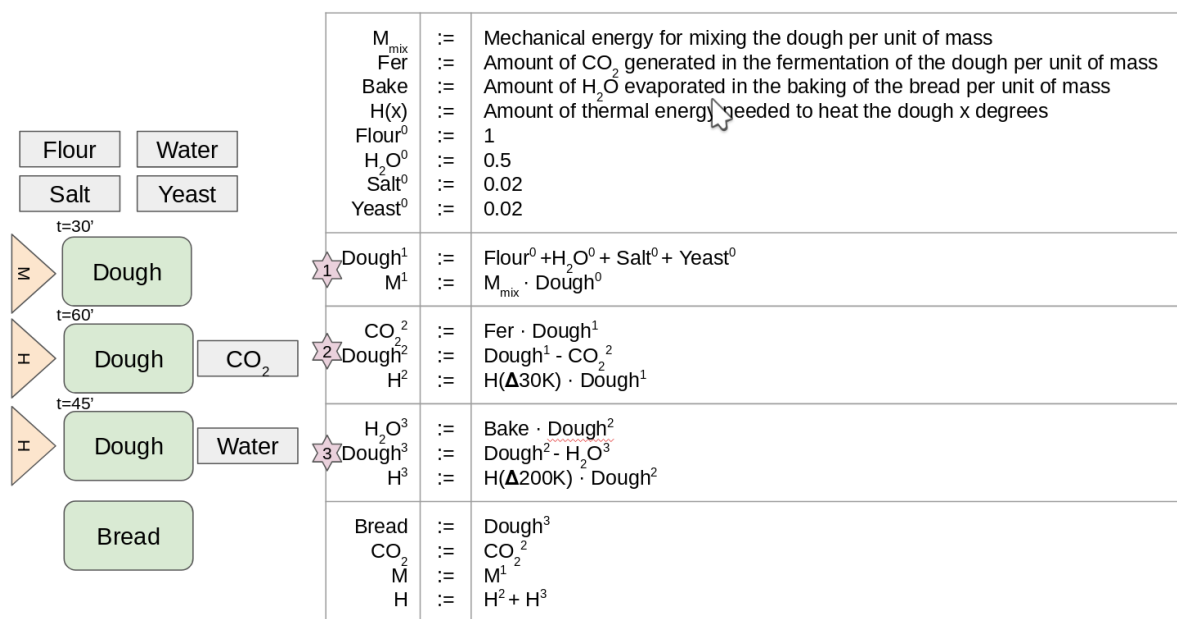 Flour Water
Salt Yeast
t=30’
M Dough
t=60’
H Dough CO₂
t=45’
H Dough Water
Bread
M_mix := Mechanical energy for mixing the dough per unit of mass
Fer := Amount of CO₂ generated in the fermentation of the dough per unit of mass
Bake := Amount of H₂O evaporated in the baking of the bread per unit of mass
H(x) := Amount of thermal energy needed to heat the dough x degrees
Flour⁰ := 1
H₂O⁰ := 0.5
Salt⁰ := 0.02
Yeast⁰ := 0.02
1
Dough¹ := Flour⁰ +H₂O⁰ + Salt⁰ + Yeast⁰
M¹ := M_mix · Dough⁰
2
CO₂² := Fer · Dough¹
Dough² := Dough¹ - CO₂²
H² := H(Δ30K) · Dough¹
3
H₂O³ := Bake · Dough²
Dough³ := Dough² - H₂O³
H³ := H(Δ200K) · Dough²
Bread := Dough³
CO₂ := CO₂²
M := M¹
H := H² + H³